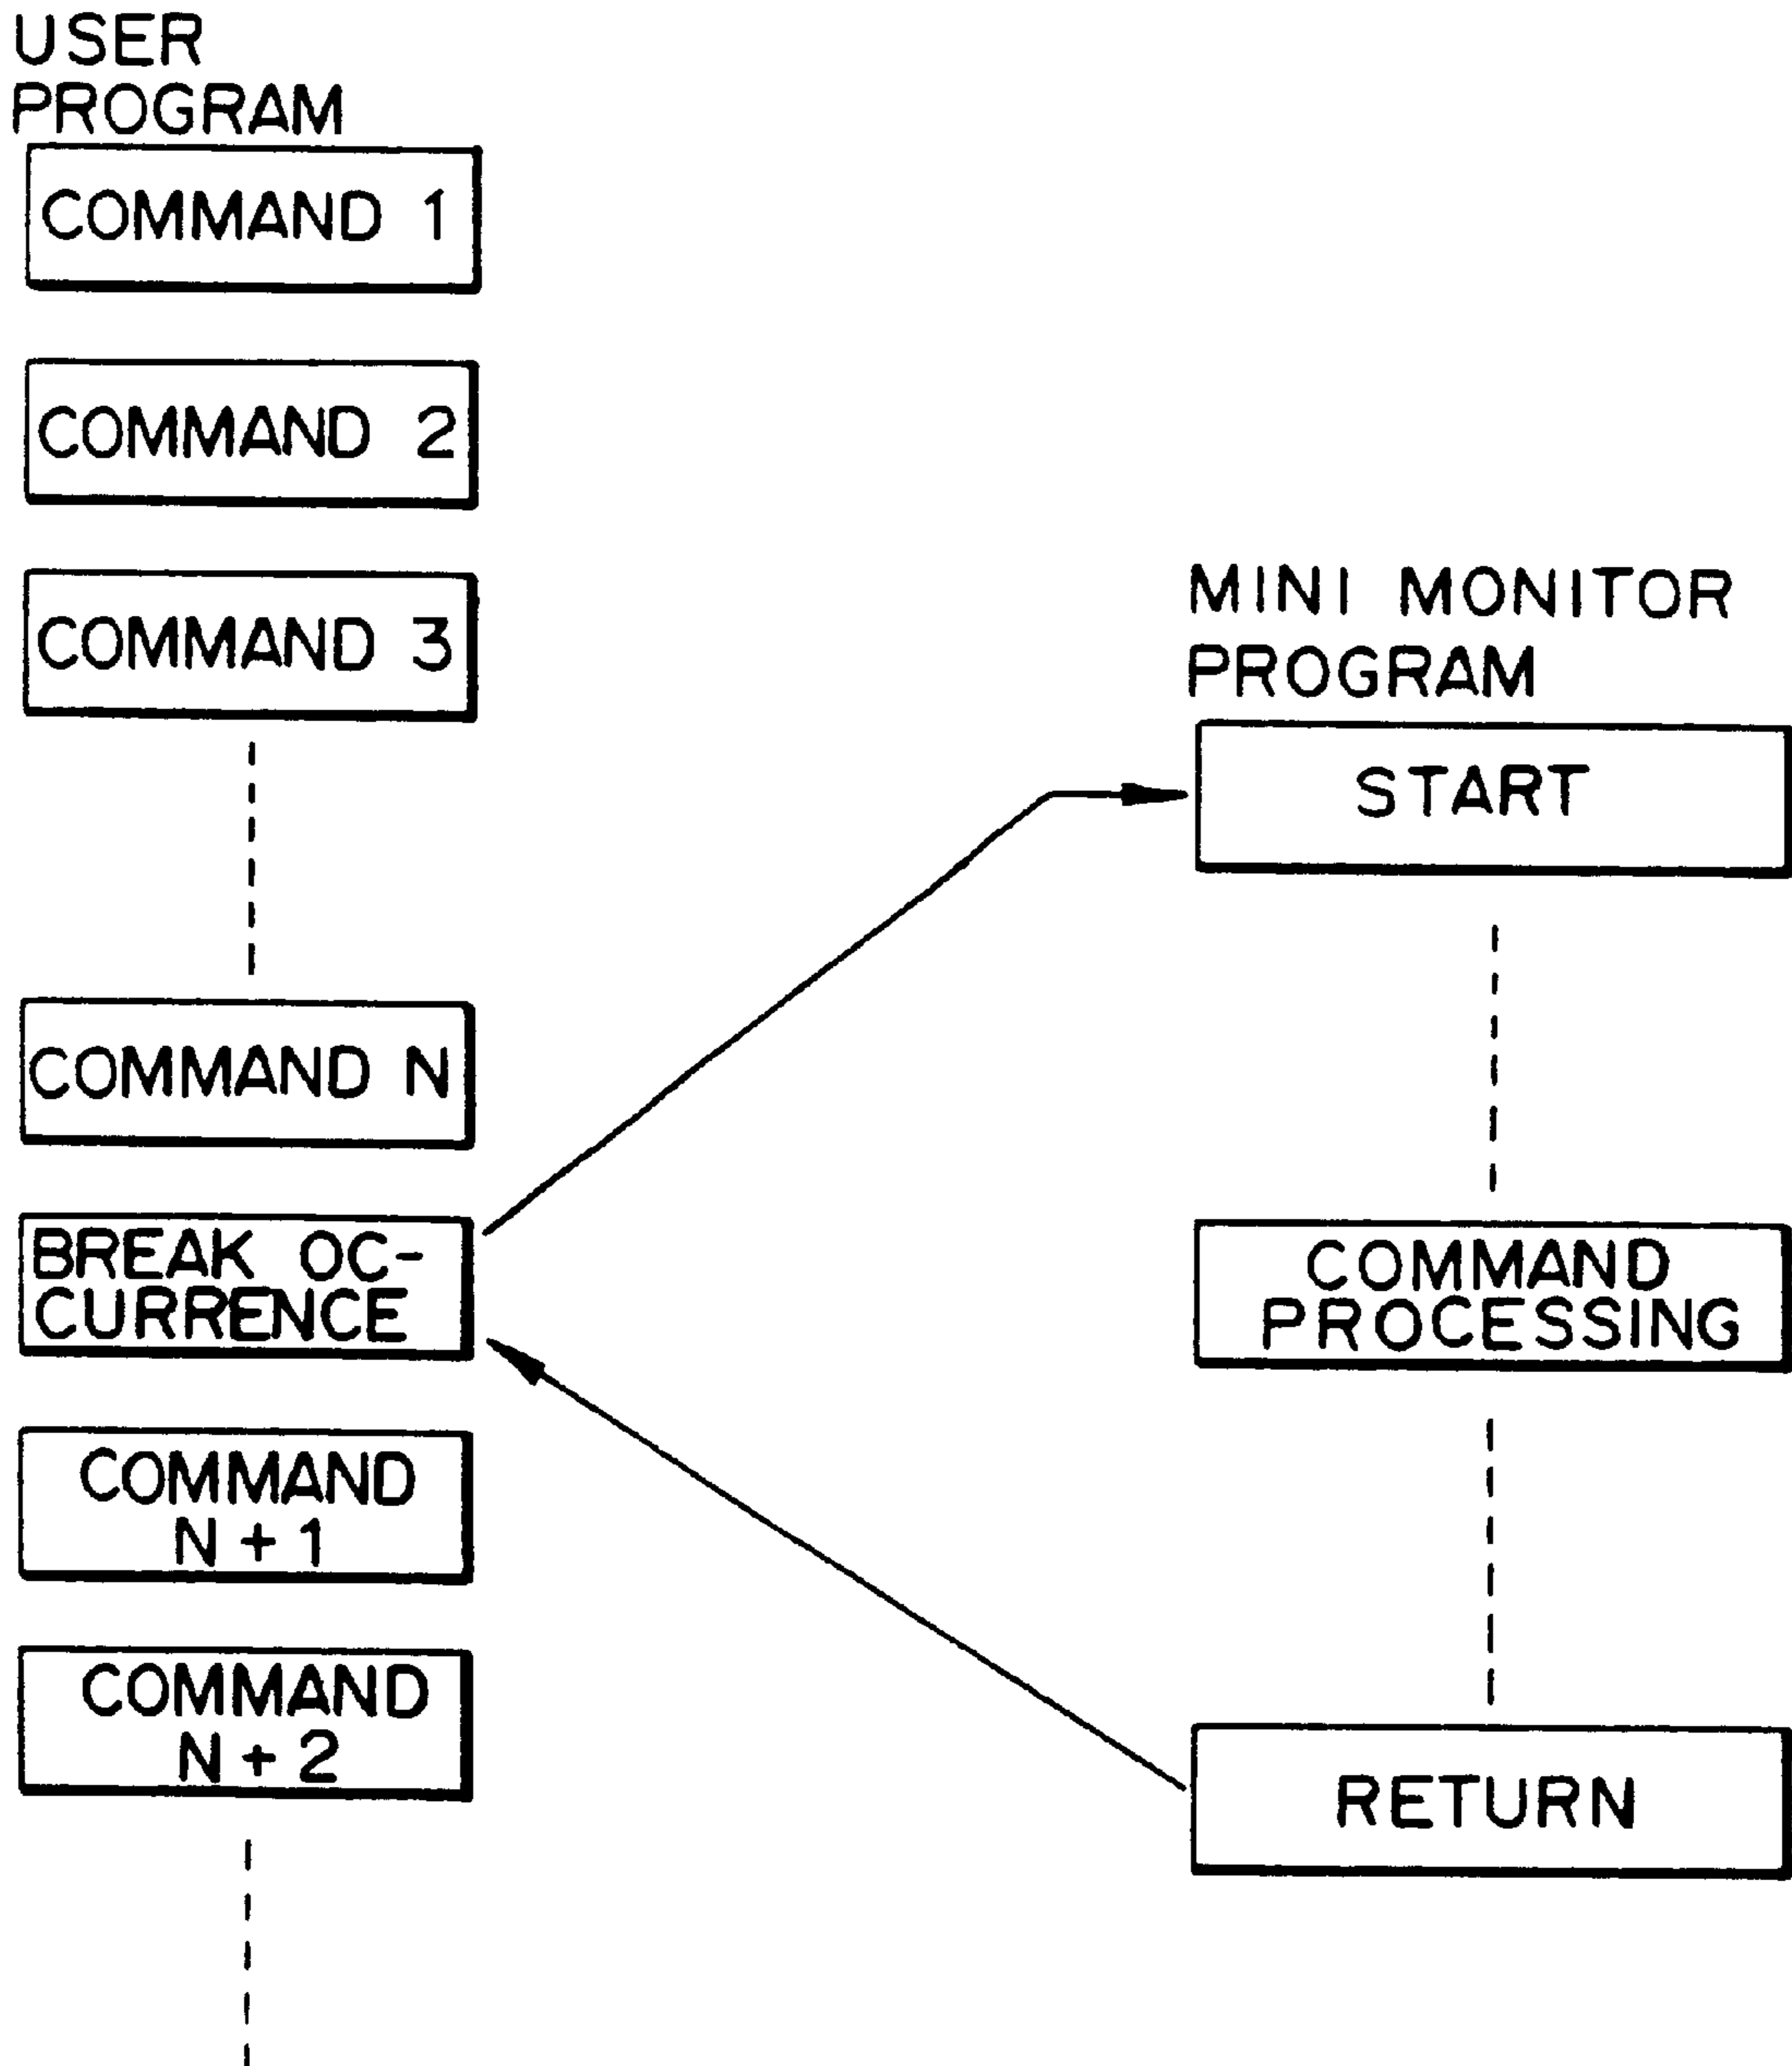 USER
PROGRAM
COMMAND 1
COMMAND 2
COMMAND 3
COMMAND N
BREAK OC-
CURRENCE
COMMAND
N + 1
COMMAND
N + 2
MINI MONITOR
PROGRAM
START
COMMAND
PROCESSING
RETURN